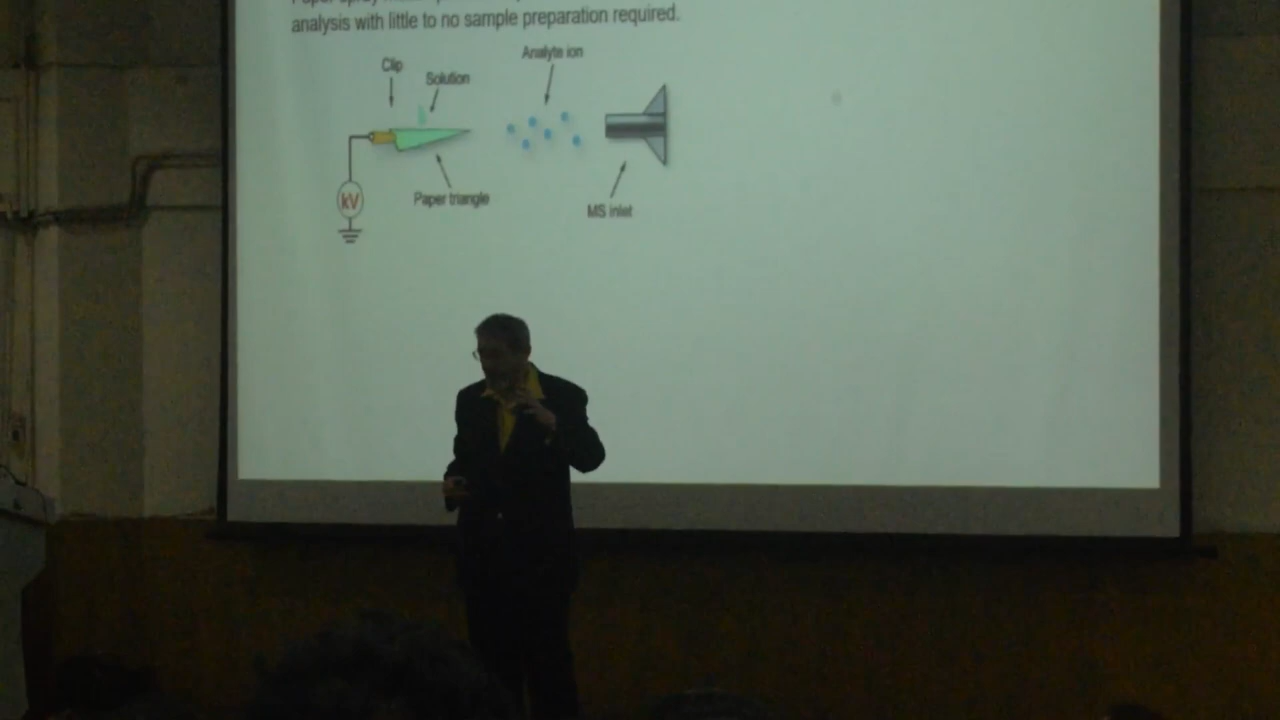 analysis with little to no sample preparation required.
Analyte ion
Clip
Solution
kV
Paper triangle
MS inlet